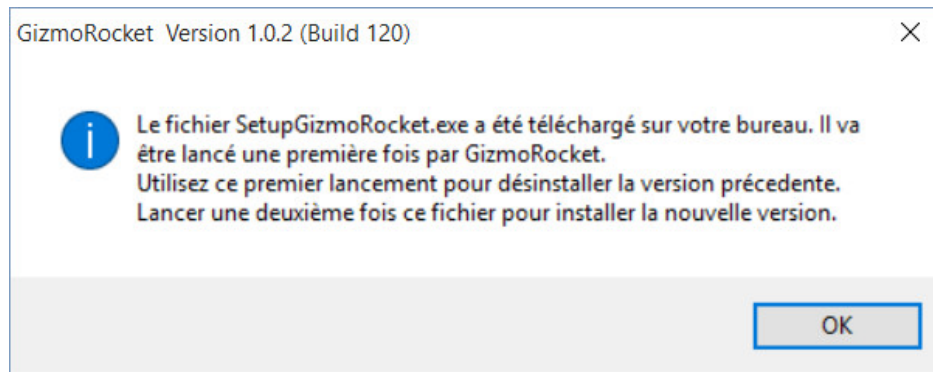 GizmoRocket Version 1.0.2 (Build 120)
Le fichier SetupGizmoRocket.exe a été téléchargé sur votre bureau. Il va
être lancé une première fois par GizmoRocket.
Utilisez ce premier lancement pour désinstaller la version précedente.
Lancer une deuxième fois ce fichier pour installer la nouvelle version.
OK